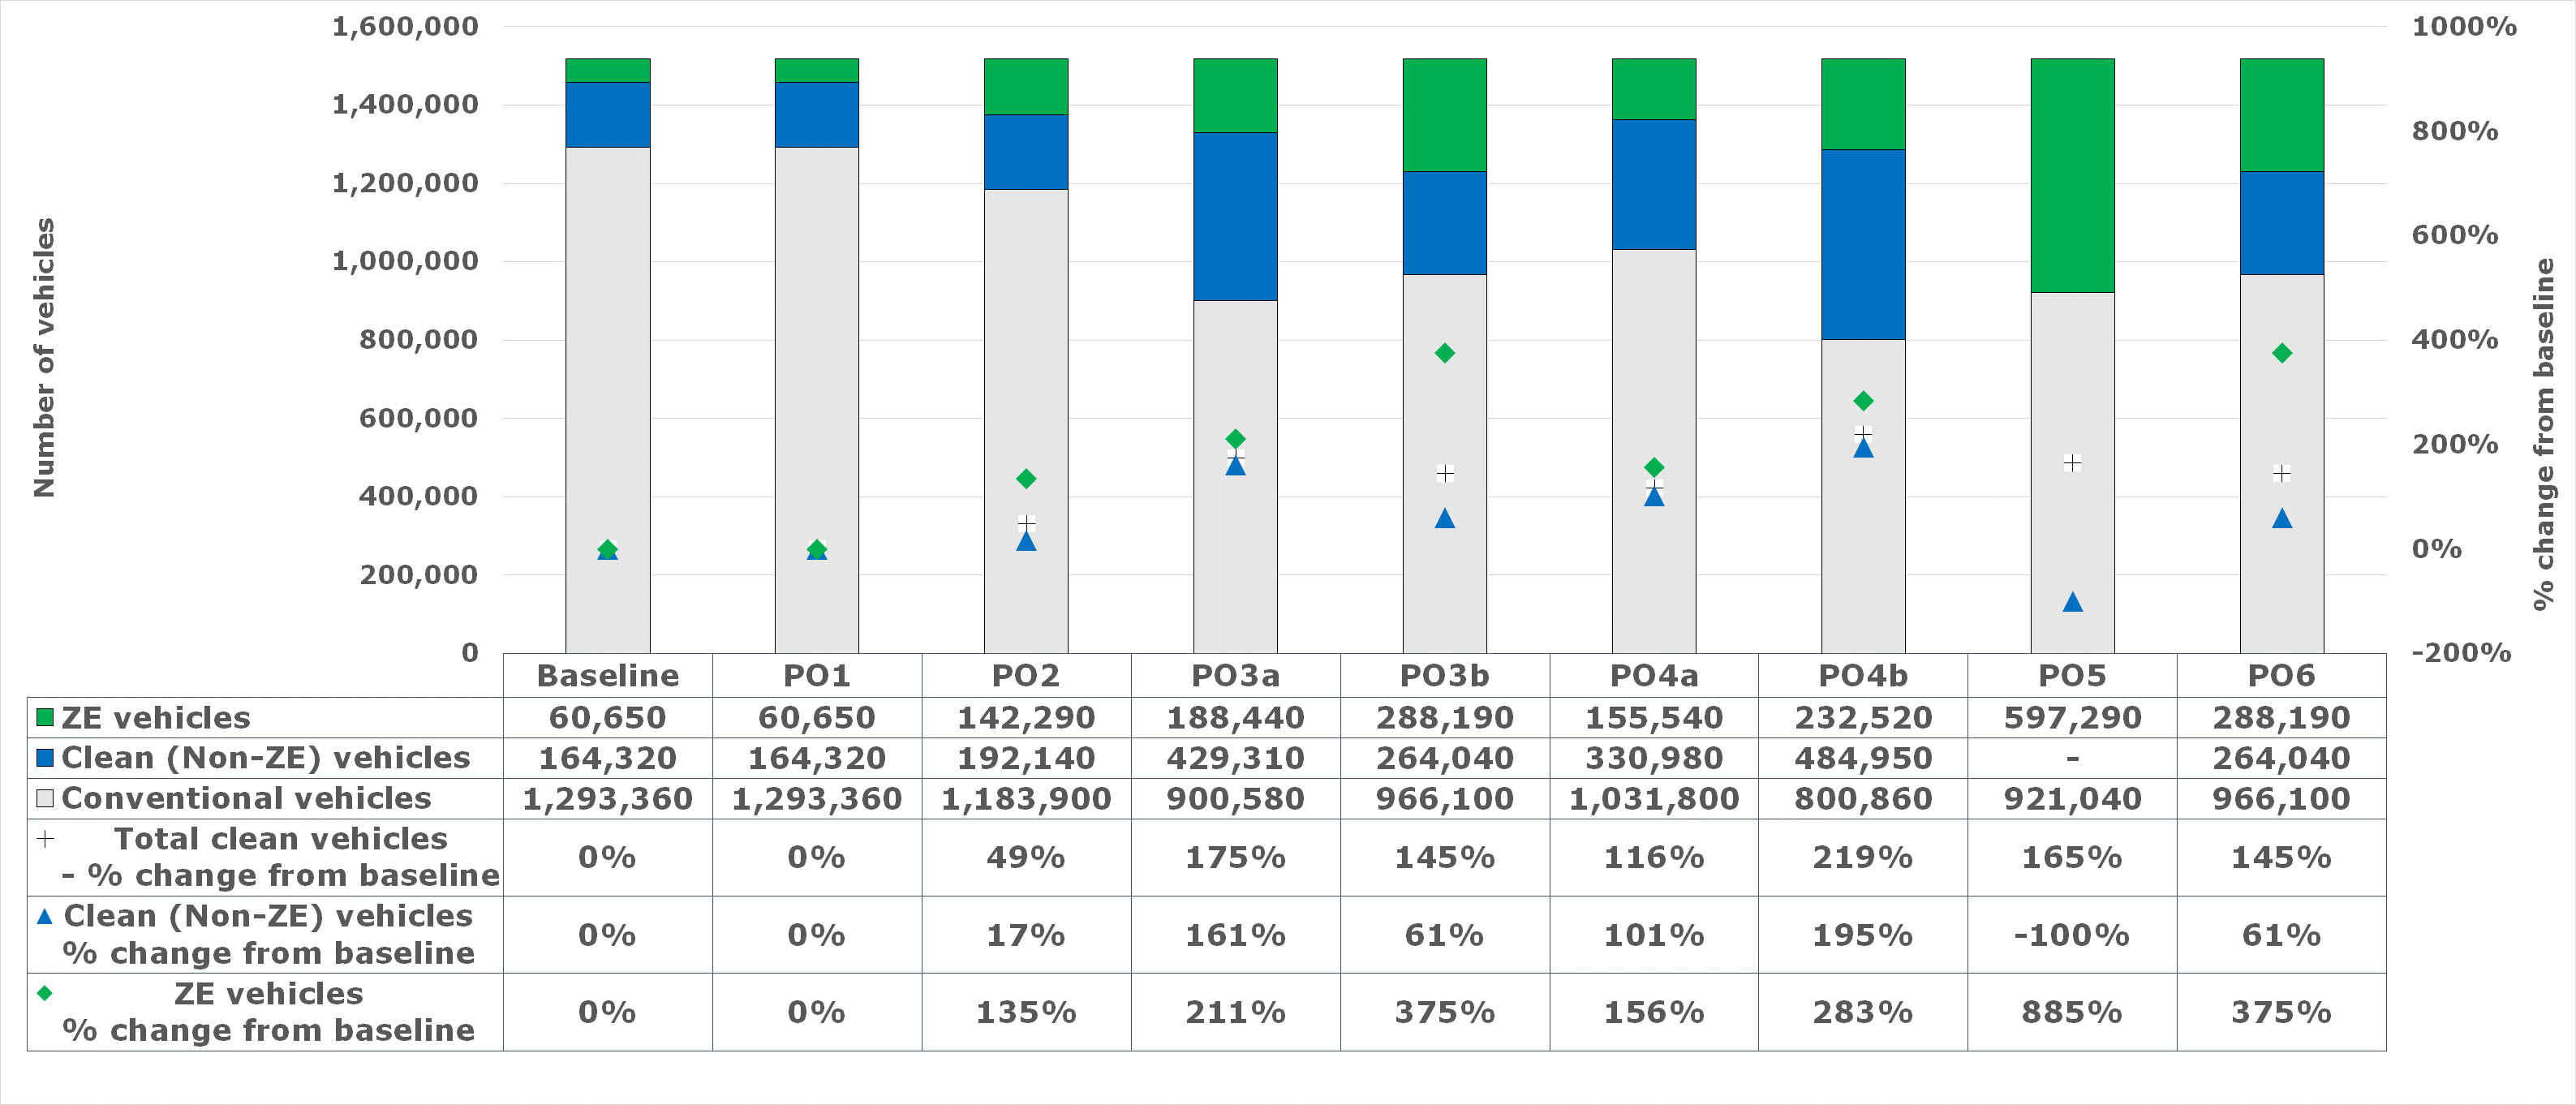 1,600,000
1,400,000
1,200,000
1,000,000
800,000
600,000
400,000
200,000
0
Number of vehicles
1000%
800%
600%
400%
200%
0%
-200%
% change from baseline
Baseline PO1 PO2 PO3a PO3b PO4a PO4b PO5 PO6
ZE vehicles 60,650 60,650 142,290 188,440 288,190 155,540 232,520 597,290 288,190
Clean (Non-ZE) vehicles 164,320 164,320 192,140 429,310 264,040 330,980 484,950 - 264,040
Conventional vehicles 1,293,360 1,293,360 1,183,900 900,580 966,100 1,031,800 800,860 921,040 966,100
Total clean vehicles
- % change from baseline 0% 0% 49% 175% 145% 116% 219% 165% 145%
Clean (Non-ZE) vehicles
% change from baseline 0% 0% 17% 161% 61% 101% 195% -100% 61%
ZE vehicles
% change from baseline 0% 0% 135% 211% 375% 156% 283% 885% 375%